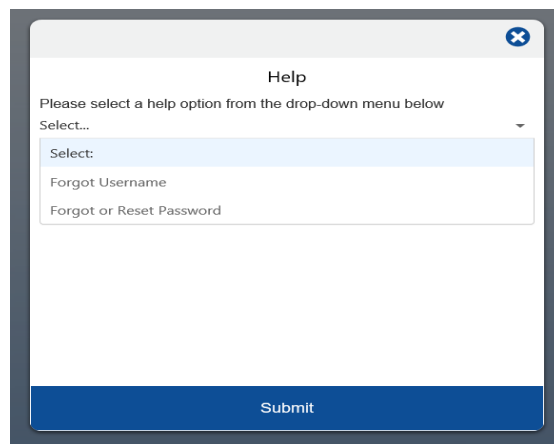 Help
Please select a help option from the drop-down menu below
Select...
Select:
Forgot Username
Forgot or Reset Password
Submit